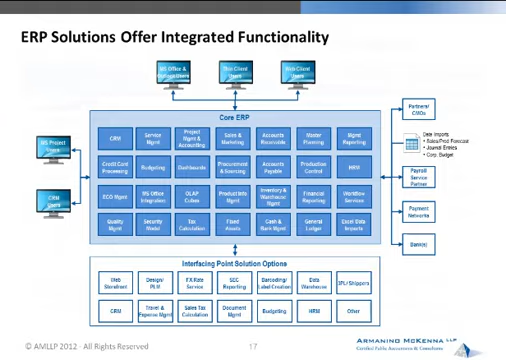 ERP Solutions Offer Integrated Functionality
MS Office &
Outlook Users
Thin Client
Users
Web Client
Users
MS Project
Users
CRM
Users
Core ERP
CRM
Service
Mgmt
Project
Mgmt &
Accounting
Sales &
Marketing
Accounts
Receivable
Master
Planning
Mgmt
Reporting
Credit Card
Processing
Budgeting
Dashboards
Procurement
& Sourcing
Accounts
Payable
Production
Control
HRM
ECO Mgmt
MS Office
Integration
OLAP
Cubes
Product Info
Mgmt
Inventory &
Warehouse
Mgmt
Financial
Reporting
Workflow
Services
Quality
Mgmt
Security
Model
Tax
Calculation
Fixed
Assets
Cash &
Bank Mgmt
General
Ledger
Excel Data
Imports
Partners/
CMOs
Data Imports
• Sales/Prod Forecast
• Journal Entries
• Corp. Budget
Payroll
Service
Partner
Payment
Networks
Bank(s)
Interfacing Point Solution Options
Web
Storefront
Design/
PLM
FX Rate
Service
SEC
Reporting
Barcoding/
Label Creation
Data
Warehouse
3PL/Shippers
CRM
Travel &
Expense Mgmt
Sales Tax
Calculation
Document
Mgmt
Budgeting
HRM
Other
© AMLLP 2012 - All Rights Reserved
17
ARMANINO MCKENNA LLP
Certified Public Accountants & Consultants